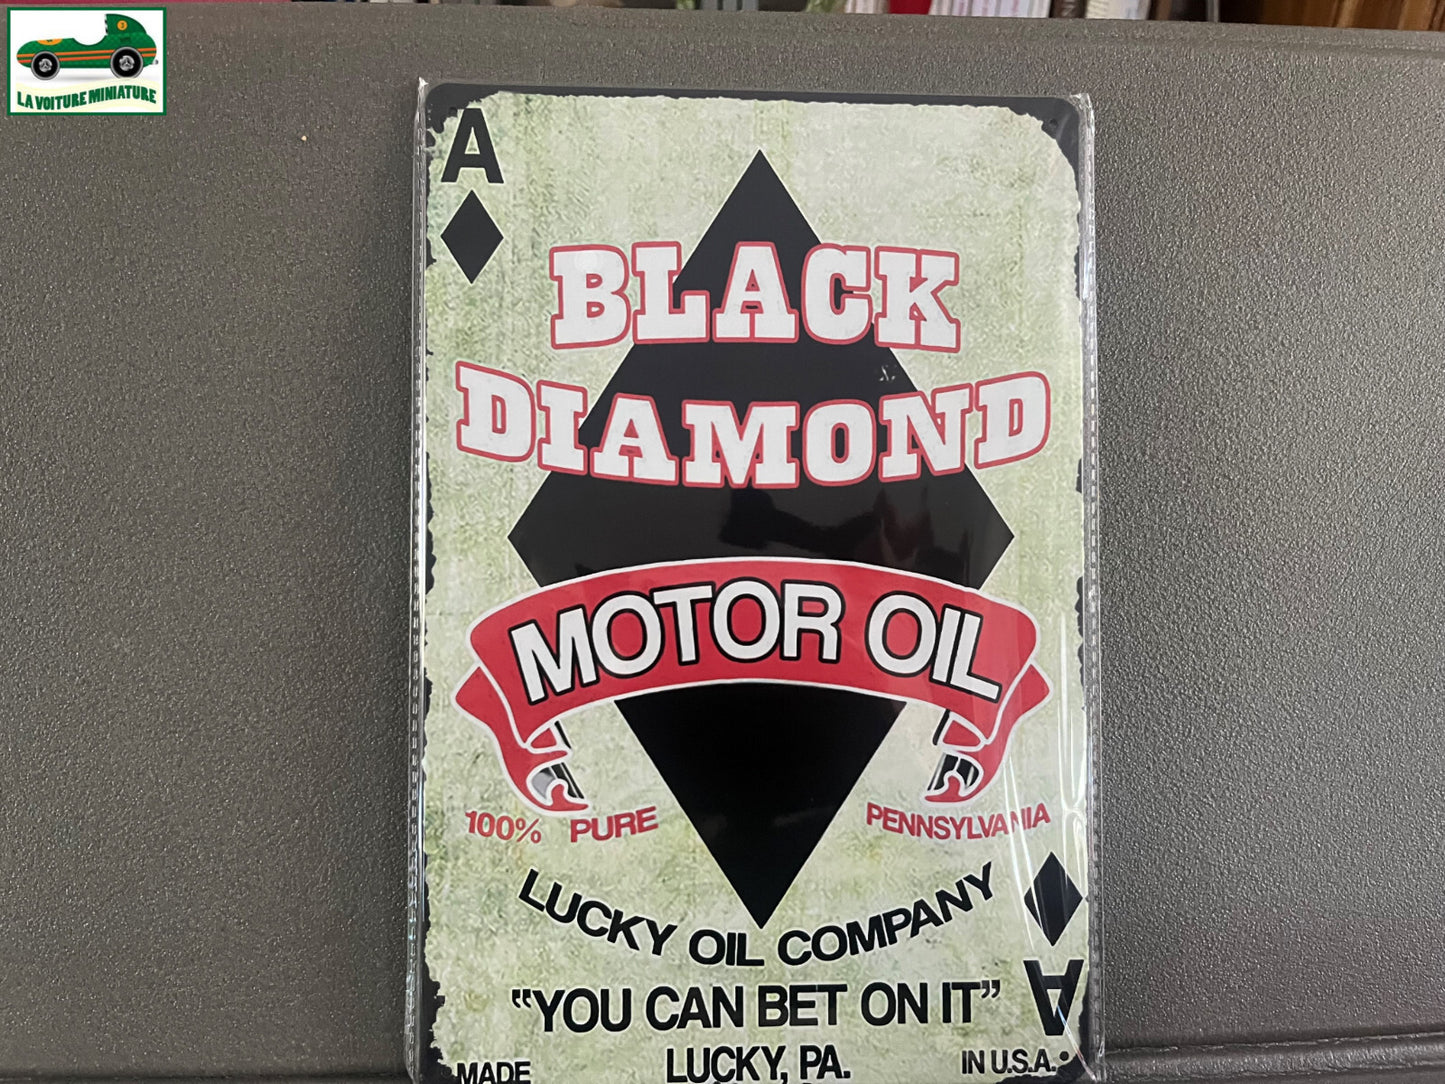 LA VOITURE MINIATURE
A
BLACK
DIAMOND
MOTOR OIL
100% PURE PENNSYLVANIA
LUCKY OIL COMPANY
A
"YOU CAN BET ON IT"
MADE LUCKY, PA. IN U.S.A.